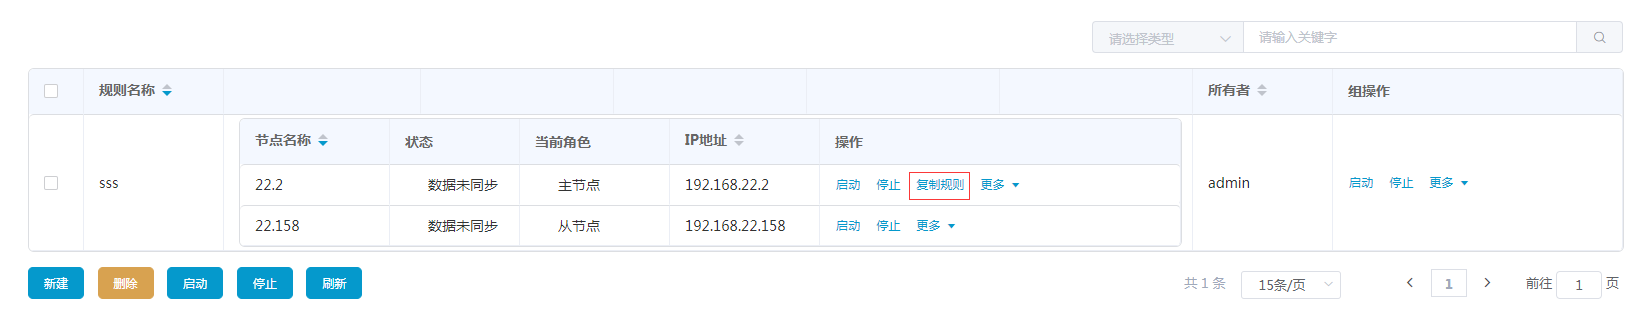 请选择类型 请输入关键字
规则名称 所有者 组操作
节点名称 状态 当前角色 IP地址 操作
sss 22.2 数据未同步 主节点 192.168.22.2 启动 停止 复制规则 更多 admin 启动 停止 更多
22.158 数据未同步 从节点 192.168.22.158 启动 停止 更多
新建 删除 启动 停止 刷新 共 1 条 15条/页 1 前往 1 页